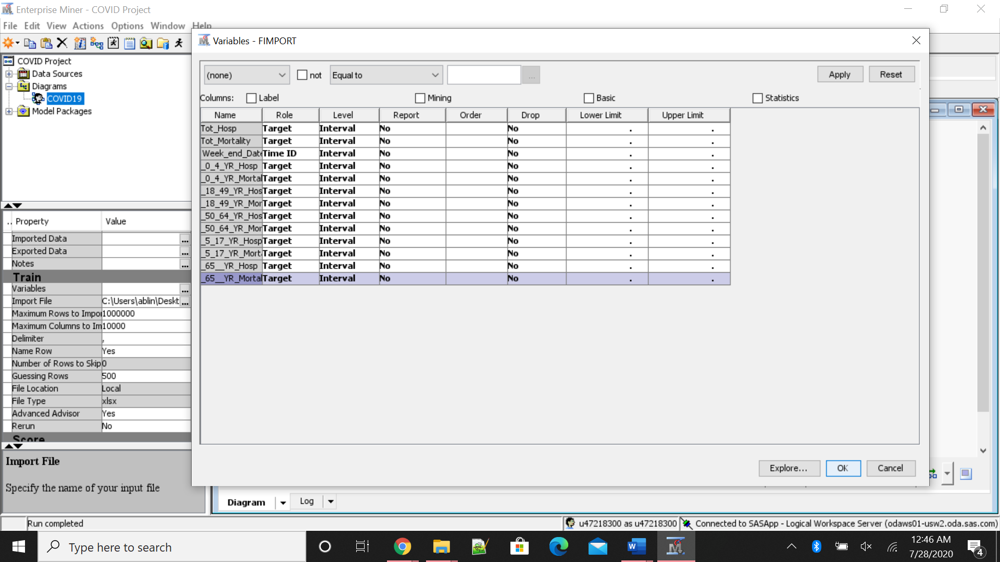 Enterprise Miner - COVID Project
File Edit View Actions Options Window Help
Variables - FIMPORT
(none) not Equal to ... Apply Reset
Columns: Label Mining Basic Statistics
Name Role Level Report Order Drop Lower Limit Upper Limit
Tot_Hosp Target Interval No No . .
Tot_Mortality Target Interval No No . .
Week_end_Date Time ID Interval No No . .
_0_4_YR_Hosp Target Interval No No . .
_0_4_YR_Mortal Target Interval No No . .
_18_49_YR_Hos Target Interval No No . .
_18_49_YR_Mor Target Interval No No . .
_50_64_YR_Hos Target Interval No No . .
_50_64_YR_Mor Target Interval No No . .
_5_17_YR_Hosp Target Interval No No . .
_5_17_YR_Mort Target Interval No No . .
_65__YR_Hosp Target Interval No No . .
_65__YR_Mortal Target Interval No No . .
Explore... OK Cancel
COVID Project
Data Sources
Diagrams
COVID19
Model Packages
.. Property Value
Imported Data ...
Exported Data ...
Notes ...
Train
Variables ...
Import File C:\Users\ablin\Deskt ...
Maximum Rows to Impor 1000000
Maximum Columns to Im 10000
Delimiter ,
Name Row Yes
Number of Rows to Skip 0
Guessing Rows 500
File Location Local
File Type xlsx
Advanced Advisor Yes
Rerun No
Score
Import File
Specify the name of your input file
Diagram Log
Run completed
u47218300 as u47218300 Connected to SASApp - Logical Workspace Server (odaws01-usw2.oda.sas.com)
Type here to search
12:46 AM
7/28/2020
4